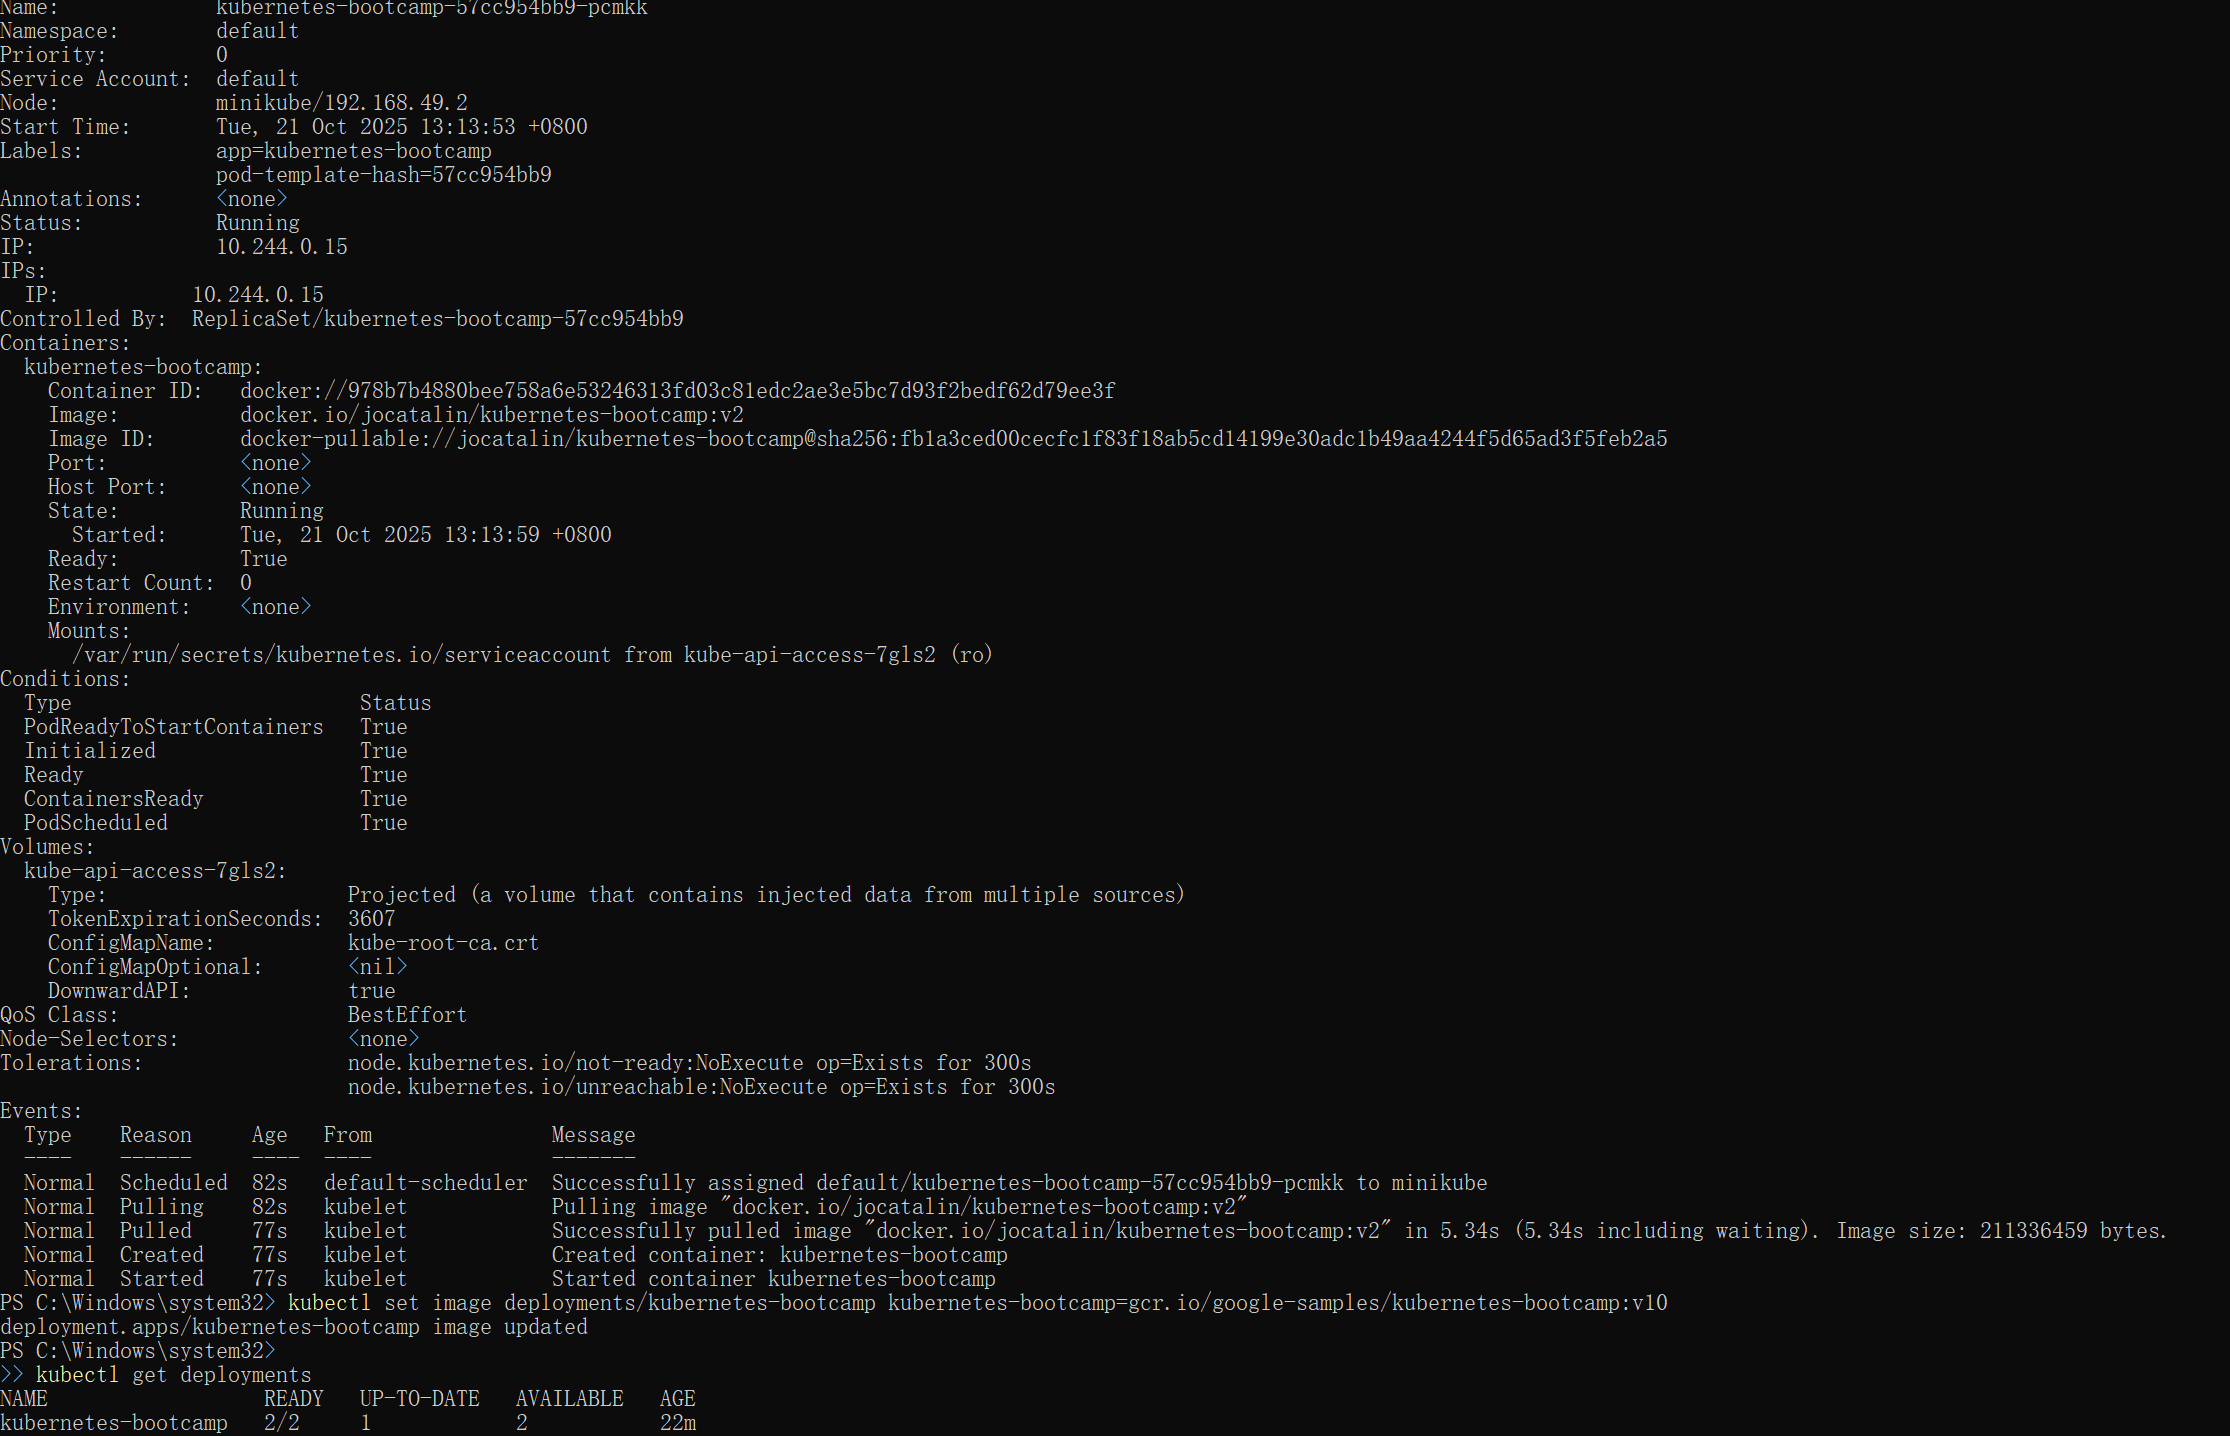 Name:             kubernetes-bootcamp-57cc954bb9-pcmkk
Namespace:        default
Priority:         0
Service Account:  default
Node:             minikube/192.168.49.2
Start Time:       Tue, 21 Oct 2025 13:13:53 +0800
Labels:           app=kubernetes-bootcamp
                  pod-template-hash=57cc954bb9
Annotations:      <none>
Status:           Running
IP:               10.244.0.15
IPs:
  IP:           10.244.0.15
Controlled By:  ReplicaSet/kubernetes-bootcamp-57cc954bb9
Containers:
  kubernetes-bootcamp:
    Container ID:   docker://978b7b4880bee758a6e53246313fd03c81edc2ae3e5bc7d93f2bedf62d79ee3f
    Image:          docker.io/jocatalin/kubernetes-bootcamp:v2
    Image ID:       docker-pullable://jocatalin/kubernetes-bootcamp@sha256:fb1a3ced00cecfc1f83f18ab5cd14199e30adc1b49aa4244f5d65ad3f5feb2a5
    Port:           <none>
    Host Port:      <none>
    State:          Running
      Started:      Tue, 21 Oct 2025 13:13:59 +0800
    Ready:          True
    Restart Count:  0
    Environment:    <none>
    Mounts:
      /var/run/secrets/kubernetes.io/serviceaccount from kube-api-access-7gls2 (ro)
Conditions:
  Type                        Status
  PodReadyToStartContainers   True
  Initialized                 True
  Ready                       True
  ContainersReady             True
  PodScheduled                True
Volumes:
  kube-api-access-7gls2:
    Type:                    Projected (a volume that contains injected data from multiple sources)
    TokenExpirationSeconds:  3607
    ConfigMapName:           kube-root-ca.crt
    ConfigMapOptional:       <nil>
    DownwardAPI:             true
QoS Class:                   BestEffort
Node-Selectors:              <none>
Tolerations:                 node.kubernetes.io/not-ready:NoExecute op=Exists for 300s
                             node.kubernetes.io/unreachable:NoExecute op=Exists for 300s
Events:
  Type    Reason     Age   From               Message
  ----    ------     ----  ----               -------
  Normal  Scheduled  82s   default-scheduler  Successfully assigned default/kubernetes-bootcamp-57cc954bb9-pcmkk to minikube
  Normal  Pulling    82s   kubelet            Pulling image "docker.io/jocatalin/kubernetes-bootcamp:v2"
  Normal  Pulled     77s   kubelet            Successfully pulled image "docker.io/jocatalin/kubernetes-bootcamp:v2" in 5.34s (5.34s including waiting). Image size: 211336459 bytes.
  Normal  Created    77s   kubelet            Created container: kubernetes-bootcamp
  Normal  Started    77s   kubelet            Started container kubernetes-bootcamp
PS C:\Windows\system32> kubectl set image deployments/kubernetes-bootcamp kubernetes-bootcamp=gcr.io/google-samples/kubernetes-bootcamp:v10
deployment.apps/kubernetes-bootcamp image updated
PS C:\Windows\system32>
>> kubectl get deployments
NAME                  READY   UP-TO-DATE   AVAILABLE   AGE
kubernetes-bootcamp   2/2     1            2           22m